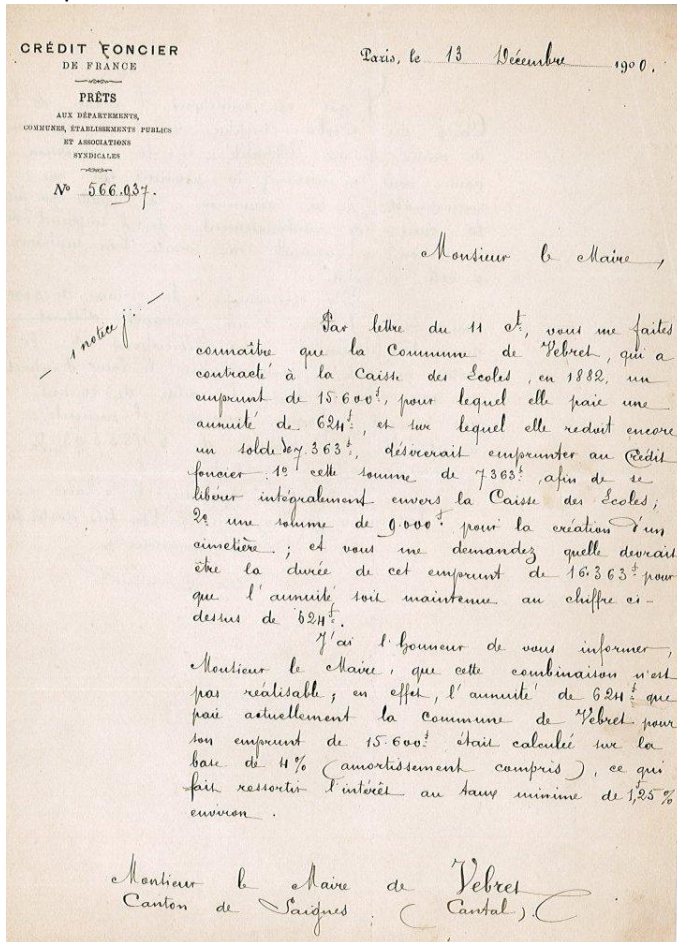 CRÉDIT FONCIER
DE FRANCE
PRÊTS
AUX DÉPARTEMENTS,
COMMUNES, ÉTABLISSEMENTS PUBLICS
ET ASSOCIATIONS
SYNDICALES
No 566.937.
Paris, le 13 Décembre 1900.
Monsieur le Maire,
1 notice j:
Par lettre du 11 ct, vous me faites
connaître que la Commune de Vebret, qui a
contracté à la Caisse des Ecoles, en 1882, un
emprunt de 15600f, pour lequel elle paie une
annuité de 624f, et sur lequel elle redoit encore
un solde de 7.363f, désirerait emprunter au Crédit
foncier 1o cette somme de 7363f, afin de se
libérer intégralement envers la Caisse des Ecoles;
2o une somme de 9.000f pour la création d'un
cimetière ; et vous me demandez quelle devrait
être la durée de cet emprunt de 16.363f pour
que l'annuité soit maintenue au chiffre ci-
dessus de 624f.
J'ai l'honneur de vous informer,
Monsieur le Maire, que cette combinaison n'est
pas réalisable ; en effet, l'annuité de 624f que
paie actuellement la Commune de Vebret pour
son emprunt de 15.600f était calculée sur la
base de 4% (amortissement compris), ce qui
fait ressortir l'intérêt au taux minime de 1f,25%
environ.
Monsieur le Maire de Vebret
Canton de Saignes (Cantal).